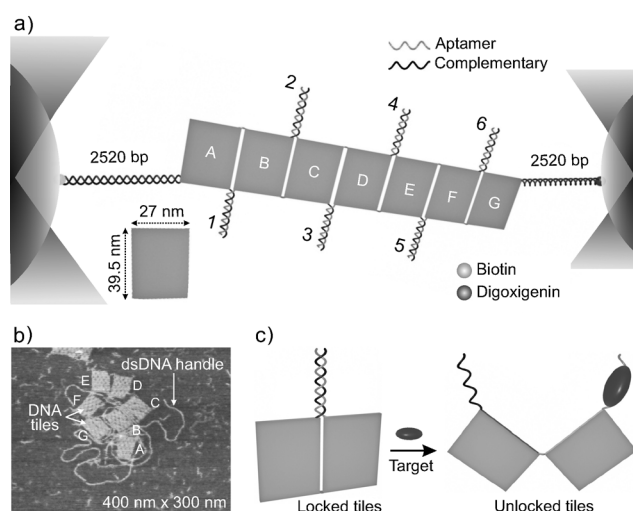 a)
Aptamer
Complementary
2
4
6
2520 bp
2520 bp
A
B
C
D
E
F
G
1
3
5
27 nm
39.5 nm
Biotin
Digoxigenin
b)
dsDNA handle
E
D
F
C
DNA
tiles
G
B
A
400 nm x 300 nm
c)
Target
Locked tiles
Unlocked tiles